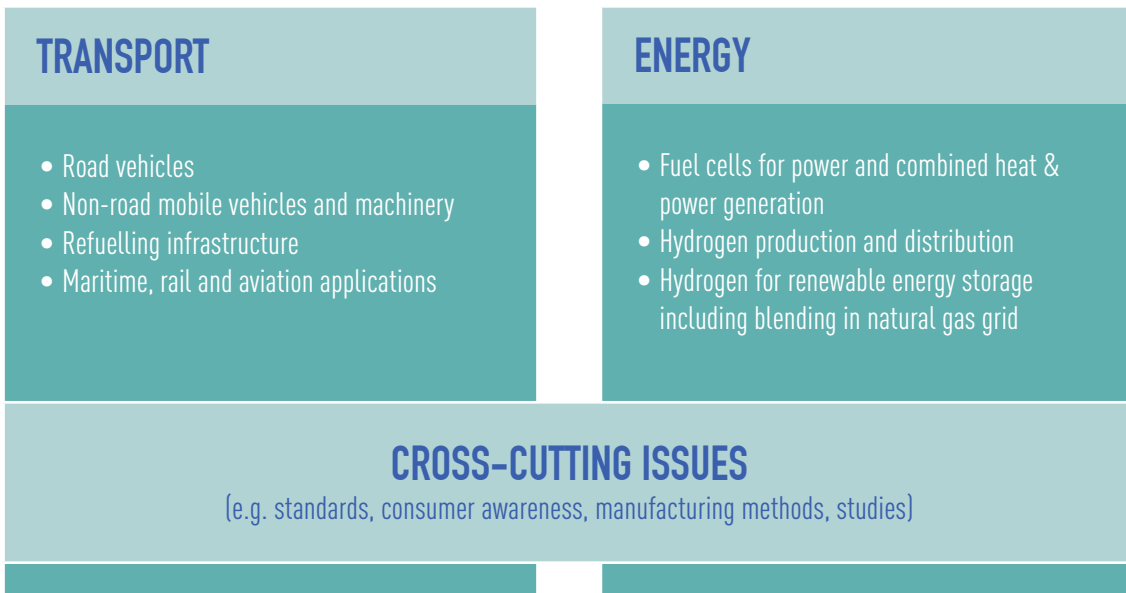 TRANSPORT
• Road vehicles
• Non-road mobile vehicles and machinery
• Refuelling infrastructure
• Maritime, rail and aviation applications
ENERGY
• Fuel cells for power and combined heat &
power generation
• Hydrogen production and distribution
• Hydrogen for renewable energy storage
including blending in natural gas grid
CROSS-CUTTING ISSUES
(e.g. standards, consumer awareness, manufacturing methods, studies)